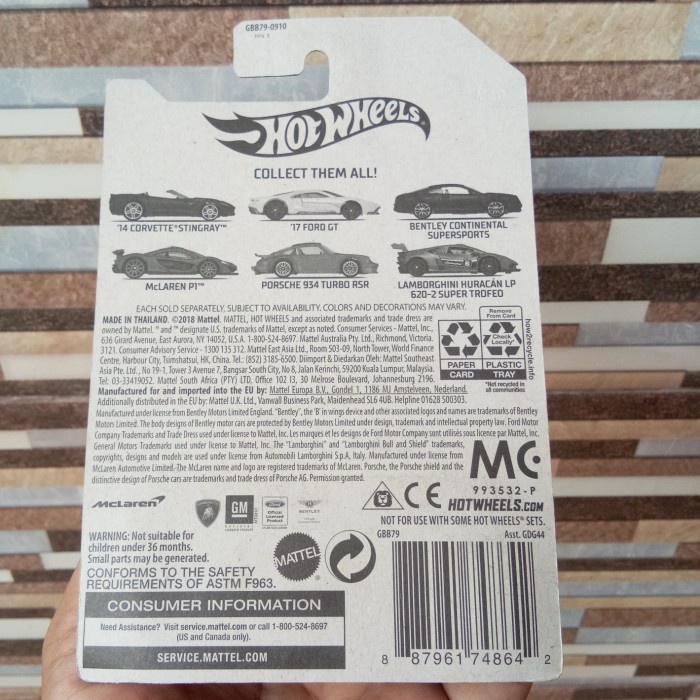 GBB79-0910
HOT WHEELS
COLLECT THEM ALL!
'14 CORVETTE® STINGRAY™
'17 FORD GT
BENTLEY CONTINENTAL
SUPERSPORTS
McLAREN P1™
PORSCHE 934 TURBO RSR
LAMBORGHINI HURACÁN LP
620-2 SUPER TROFEO
EACH SOLD SEPARATELY, SUBJECT TO AVAILABILITY. COLORS AND DECORATIONS MAY VARY.
MADE IN THAILAND. ©2018 Mattel. MATTEL, HOT WHEELS and associated trademarks and trade dress are
owned by Mattel. ® and ™ designate U.S. trademarks of Mattel, except as noted. Consumer Services - Mattel, Inc.,
636 Girard Avenue, East Aurora, NY 14052, U.S.A. 1-800-524-8697. Mattel Australia Pty. Ltd., Richmond, Victoria.
3121. Consumer Advisory Service - 1300 135 312. Mattel East Asia Ltd., Room 503-09, North Tower, World Finance
Centre, Harbour City, Tsimshatsui, HK, China. Tel.: (852) 3185-6500. Diimport & Diedarkan Oleh: Mattel Southeast
Asia Pte. Ltd., No 19-1, Tower 3 Avenue 7, Bangsar South City, No 8, Jalan Kerinchi, 59200 Kuala Lumpur, Malaysia.
Tel: 03-33419052. Mattel South Africa (PTY) LTD, Office 102 I3, 30 Melrose Boulevard, Johannesburg 2196.
Manufactured for and imported into the EU by: Mattel Europa B.V., Gondel 1, 1186 MJ Amstelveen, Nederland.
Additionally distributed in the EU by: Mattel U.K. Ltd., Vanwall Business Park, Maidenhead SL6 4UB. Helpline 01628 500303.
Manufactured under license from Bentley Motors Limited England. "Bentley", the 'B' in wings device and other associated logos and names are trademarks of Bentley
Motors Limited. The body designs of Bentley motor cars are protected by Bentley Motors Limited under design, trademark and intellectual property law. Ford Motor
Company Trademarks and Trade Dress used under license to Mattel, Inc. Les marques et les designs de Ford Motor Company sont utilisés sous licence par Mattel, Inc.
General Motors Trademarks used under license to Mattel, Inc. The "Lamborghini" and "Lamborghini Bull and Shield" trademarks,
copyrights, designs and models are used under license from Automobili Lamborghini S.p.A, Italy. Manufactured under license from
McLaren Automotive Limited. The McLaren name and logo are registered trademarks of McLaren. Porsche, the Porsche shield and the
distinctive design of Porsche cars are trademarks and trade dress of Porsche AG. Permission granted.
Remove
From Card
Check
Locally*
PAPER
CARD
PLASTIC
TRAY
*Not recycled in
all communities
how2recycle.info
MC
McLaren
GM
OFFICIAL
Ford
Official
Licensed
Product
BENTLEY
CE
993532-P
HOTWHEELS.COM
NOT FOR USE WITH SOME HOT WHEELS® SETS.
WARNING: Not suitable for
children under 36 months.
Small parts may be generated.
CONFORMS TO THE SAFETY
REQUIREMENTS OF ASTM F963.
MATTEL
GBB79
Asst. GDG44
CONSUMER INFORMATION
Need Assistance? Visit service.mattel.com or call 1-800-524-8697
(US and Canada only).
SERVICE.MATTEL.COM
8 87961 74864 2